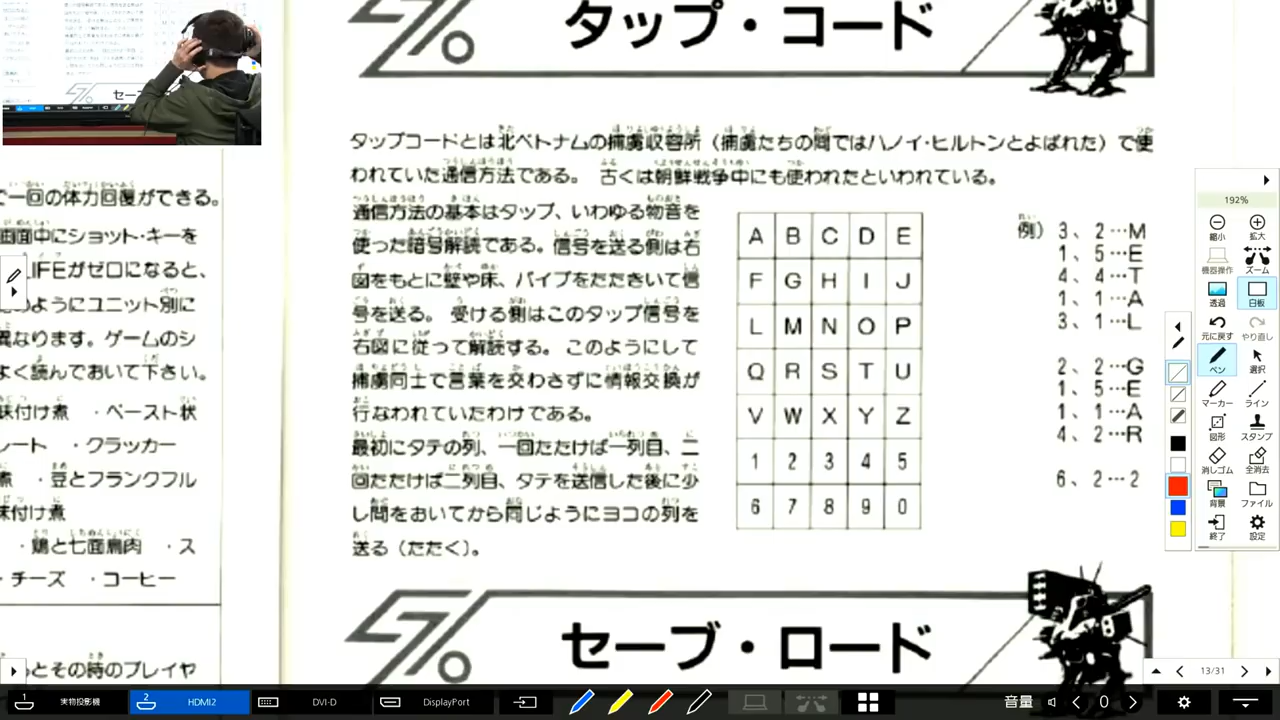 タップ・コード
タップコードとは北ベトナムの捕虜収容所（捕虜たちの間ではハノイ・ヒルトンとよばれた）で使
われていた通信方法である。 古くは朝鮮戦争中にも使われたといわれている。
通信方法の基本はタップ、いわゆる物音を
使った暗号解読である。信号を送る側は右
図をもとに壁や床、パイプをたたきいて信
号を送る。 受ける側はこのタップ信号を
右図に従って解読する。 このようにして
捕虜同士で言葉を交わさずに情報交換が
行なわれていたわけである。
最初にタテの列、一回たたけば一列目、二
回たたけば二列目、タテを送信した後に少
し間をおいてから同じようにヨコの列を
送る（たたく）。
A B C D E
F G H I J
L M N O P
Q R S T U
V W X Y Z
1 2 3 4 5
6 7 8 9 0
例） 3、2…M
1、5…E
4、4…T
1、1…A
3、1…L
2、2…G
1、5…E
1、1…A
4、2…R
6、2…2
セーブ・ロード
で一回の体力回復ができる。
画面中にショット・キーを
LIFEがゼロになると、
のようにユニット別に
異なります。ゲームのシ
よく読んでおいて下さい。
味付け煮 ・ペースト状
レート ・クラッカー
煮 ・豆とフランクフル
味付け煮
・鶏と七面鳥肉 ・ス
・チーズ ・コーヒー
とその時のプレイヤ
192%
縮小 拡大
機器操作 ズーム
透過 白板
元に戻す やり直し
ペン 選択
マーカー ライン
図形 スタンプ
消しゴム 全消去
背景 ファイル
終了 設定
13/31
1 実物投影機
2 HDMI2
DVI-D
DisplayPort
音量 0